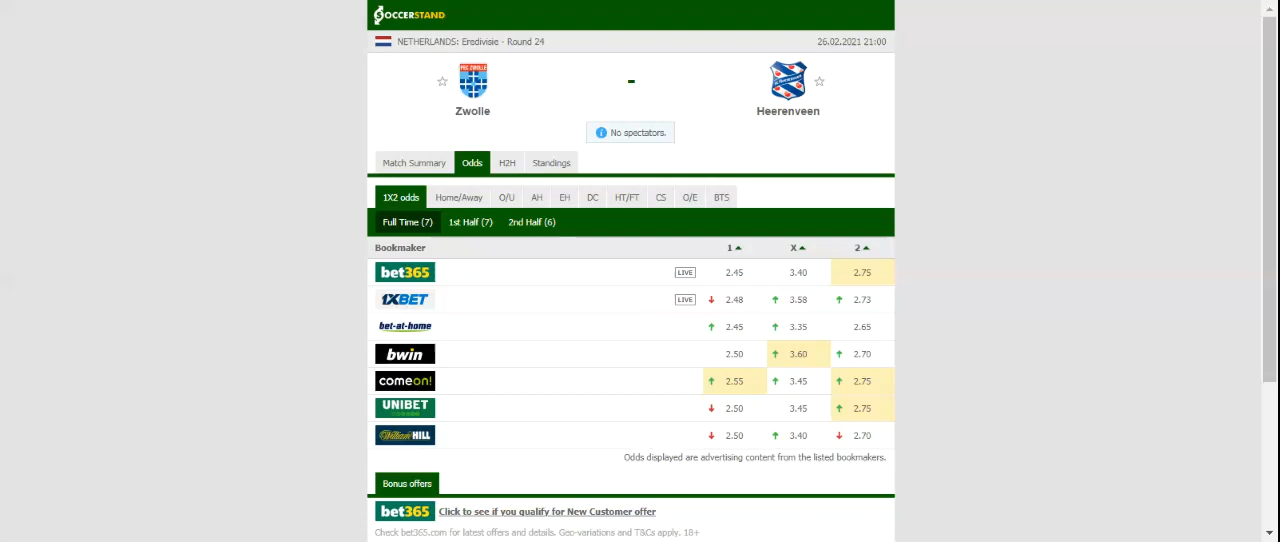 SOCCERSTAND
NETHERLANDS: Eredivisie - Round 24 26.02.2021 21:00
PEC ZWOLLE
-
Zwolle Heerenveen
No spectators.
Match Summary Odds H2H Standings
1X2 odds Home/Away O/U AH EH DC HT/FT CS O/E BTS
Full Time (7) 1st Half (7) 2nd Half (6)
Bookmaker 1 X 2
bet365 LIVE 2.45 3.40 2.75
1XBET LIVE 2.48 3.58 2.73
bet-at-home 2.45 3.35 2.65
bwin 2.50 3.60 2.70
comeon! 2.55 3.45 2.75
UNIBET 2.50 3.45 2.75
William HILL 2.50 3.40 2.70
Odds displayed are advertising content from the listed bookmakers.
Bonus offers
bet365 Click to see if you qualify for New Customer offer
Check bet365.com for latest offers and details. Geo-variations and T&Cs apply. 18+